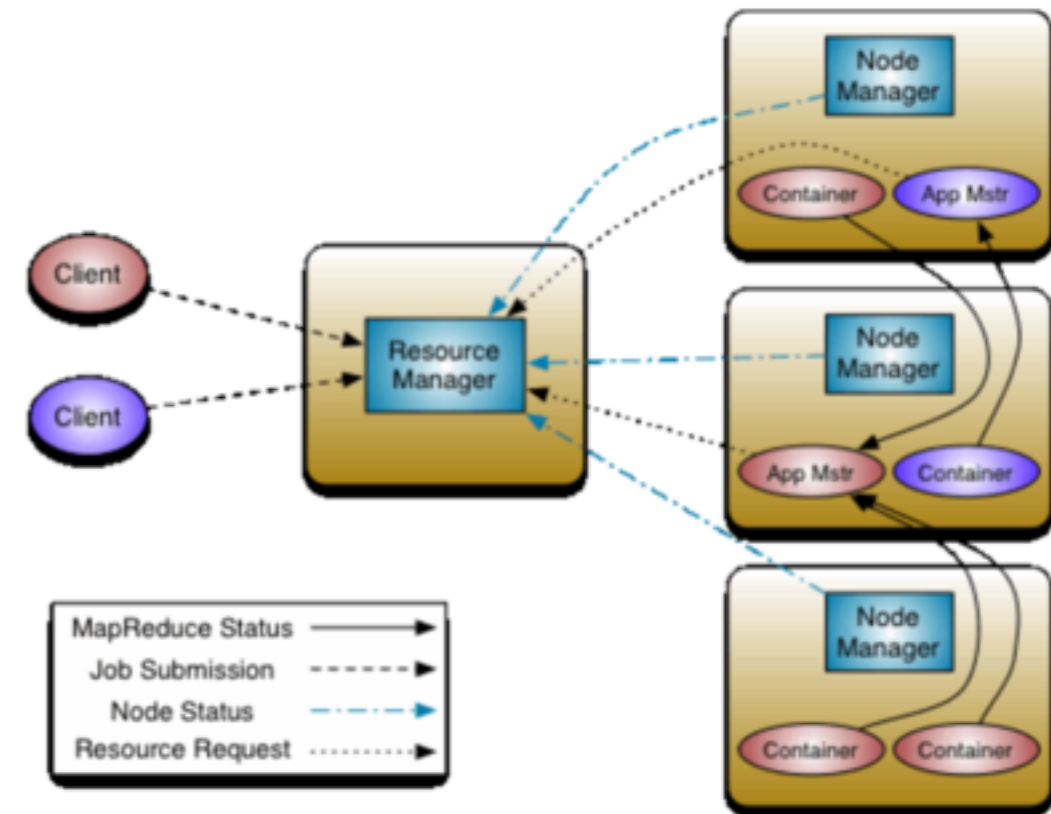 Node
Manager
Container
App Mstr
Client
Resource
Manager
Client
Node
Manager
App Mstr
Container
Node
Manager
Container
Container
MapReduce Status
Job Submission
Node Status
Resource Request